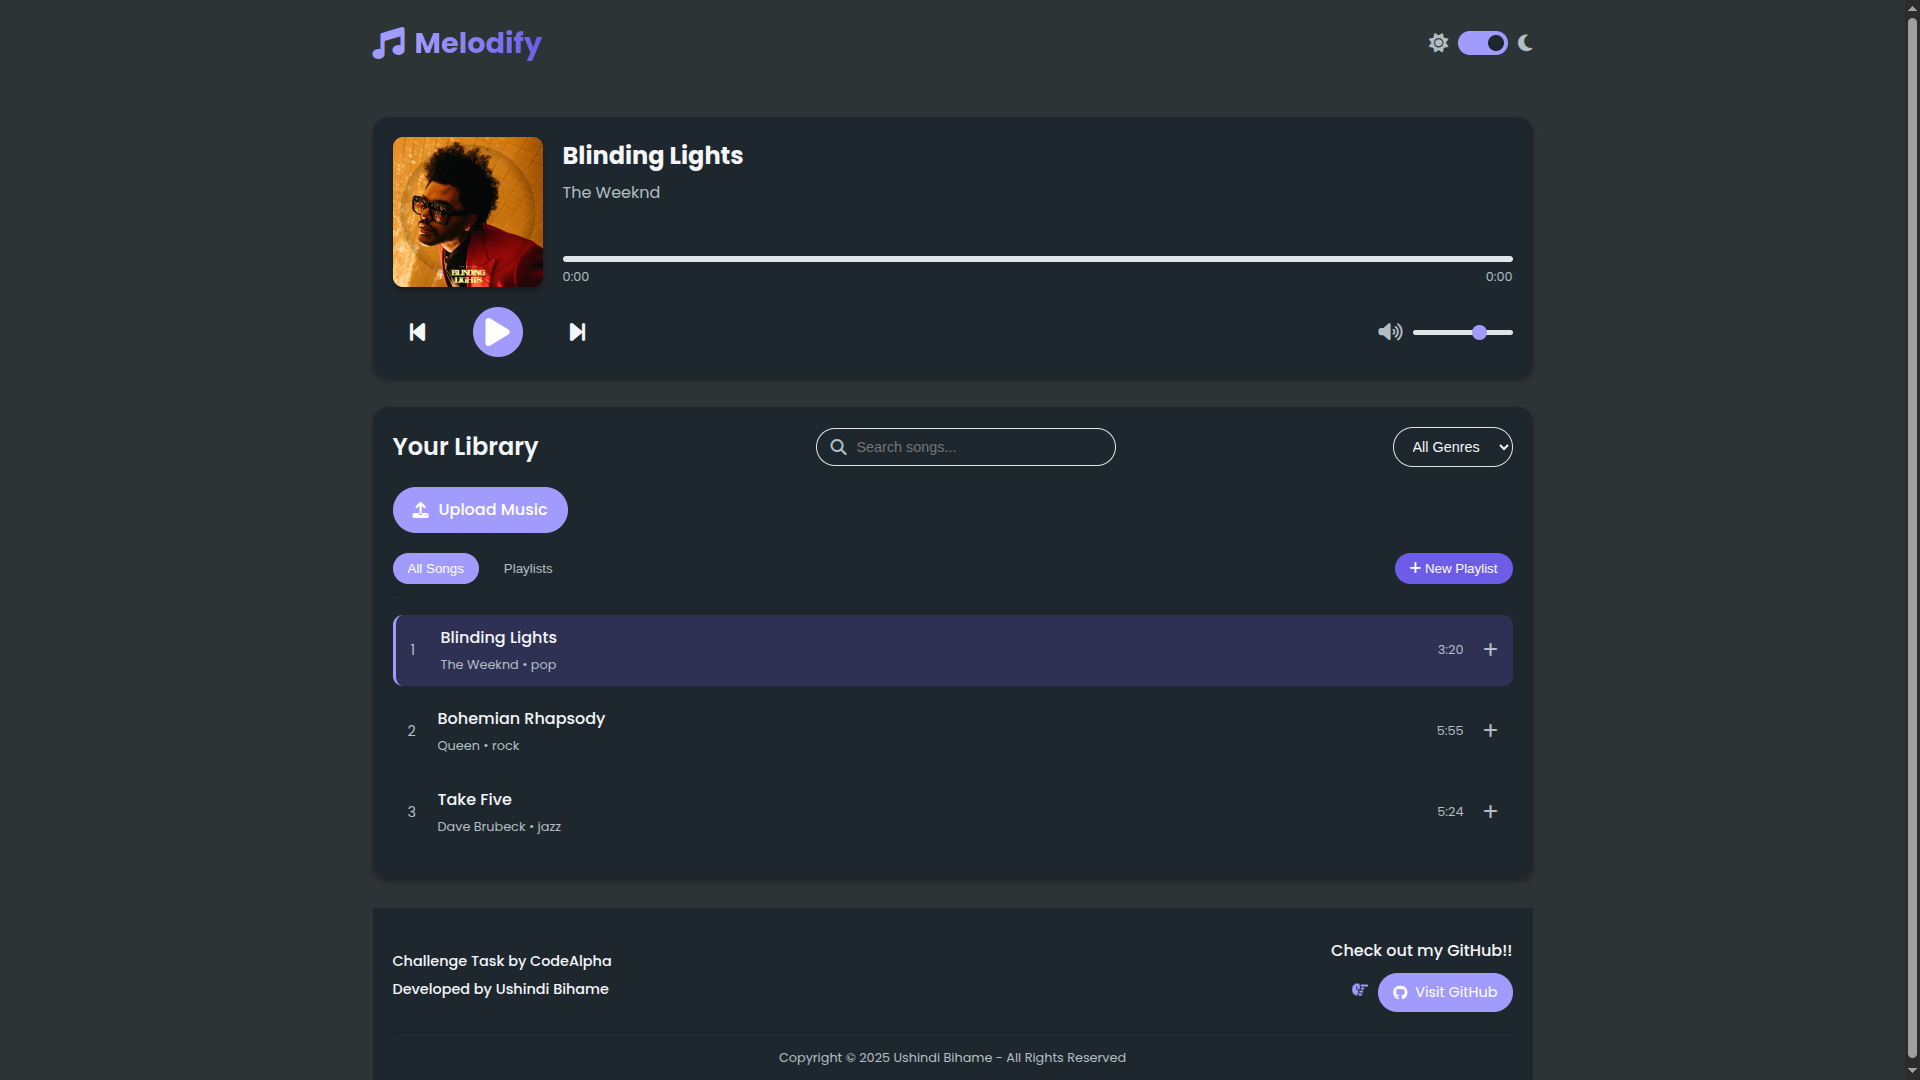 Melodify
Blinding Lights
The Weeknd
BLINDING
LIGHTS
0:00
0:00
Your Library
Search songs...
All Genres
Upload Music
All Songs
Playlists
New Playlist
1
Blinding Lights
The Weeknd • pop
3:20
2
Bohemian Rhapsody
Queen • rock
5:55
3
Take Five
Dave Brubeck • jazz
5:24
Challenge Task by CodeAlpha
Developed by Ushindi Bihame
Check out my GitHub!!
Visit GitHub
Copyright © 2025 Ushindi Bihame - All Rights Reserved